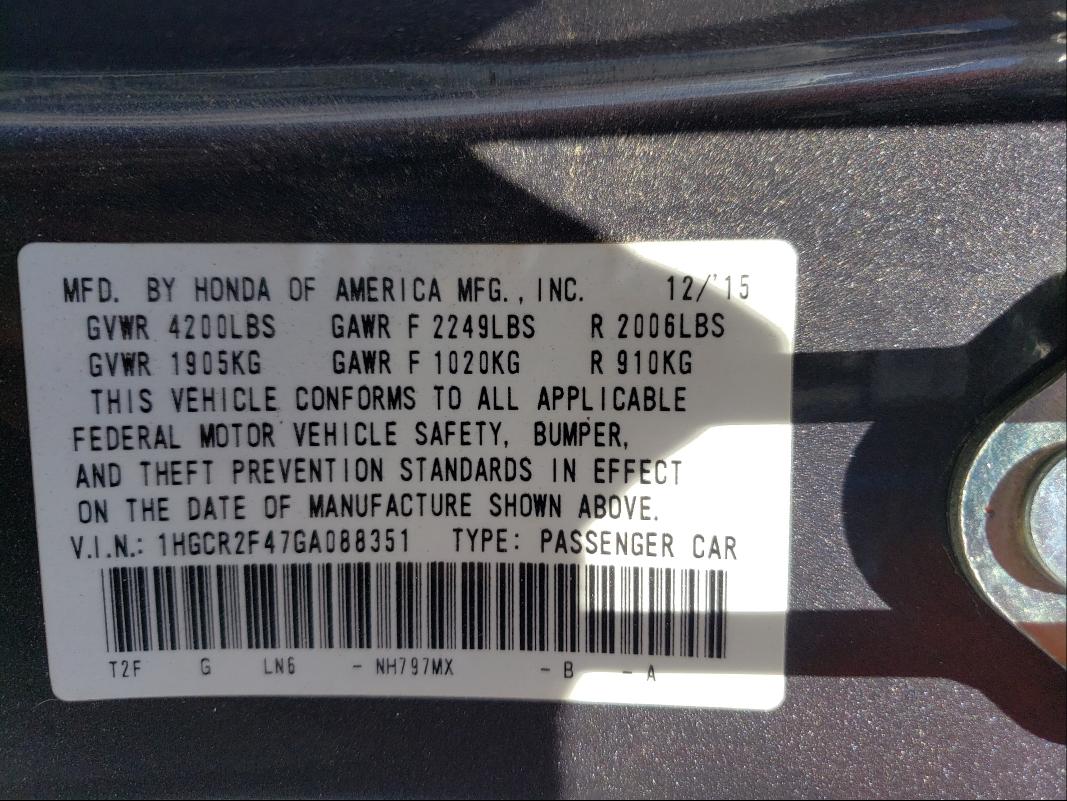 MFD. BY HONDA OF AMERICA MFG., INC. 12/'15
GVWR 4200LBS GAWR F 2249LBS R 2006LBS
GVWR 1905KG GAWR F 1020KG R 910KG
THIS VEHICLE CONFORMS TO ALL APPLICABLE
FEDERAL MOTOR VEHICLE SAFETY, BUMPER,
AND THEFT PREVENTION STANDARDS IN EFFECT
ON THE DATE OF MANUFACTURE SHOWN ABOVE.
V.I.N.: 1HGCR2F47GA088351 TYPE: PASSENGER CAR
T2F G LN6 - NH797MX - B - A